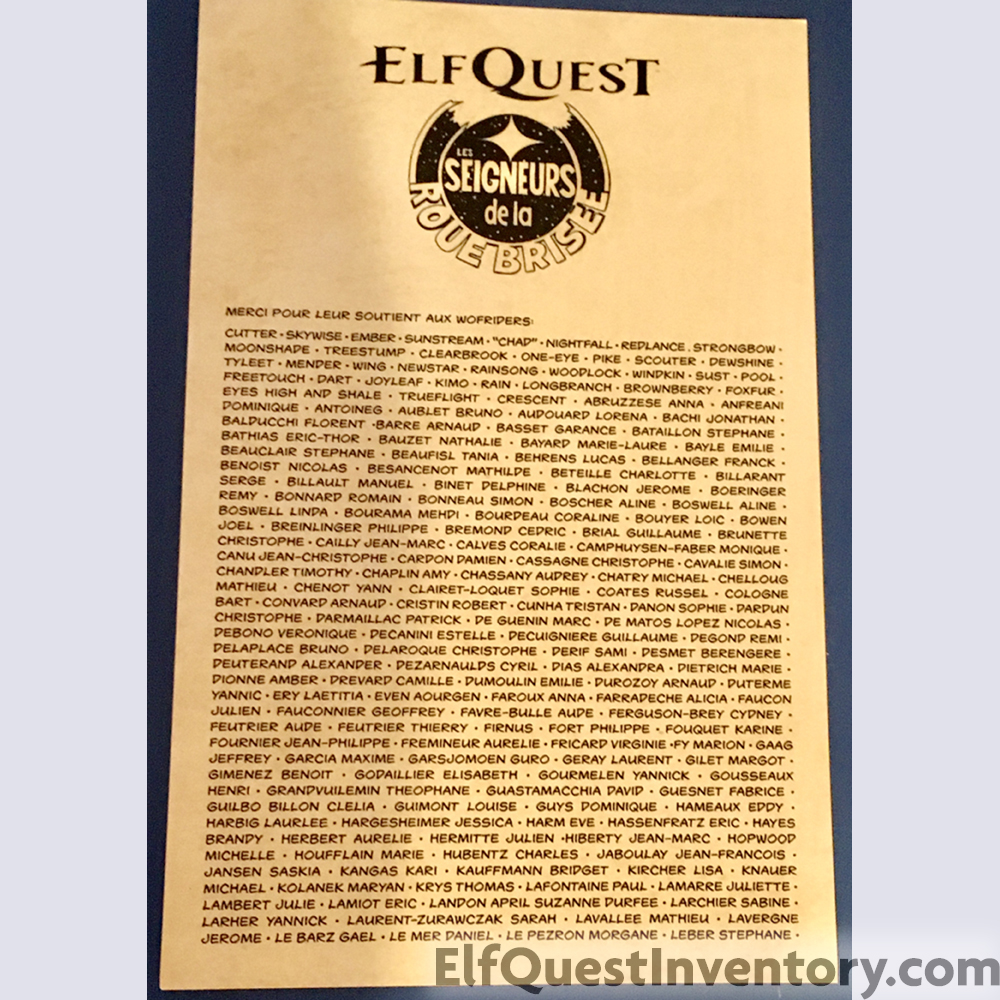 ELFQUEST
LES
SEIGNEURS
de la
ROUE BRISÉE
MERCI POUR LEUR SOUTIENT AUX WOFRIDERS:
CUTTER · SKYWISE · EMBER · SUNSTREAM · "CHAD" · NIGHTFALL · REDLANCE . STRONGBOW ·
MOONSHADE · TREESTUMP · CLEARBROOK · ONE-EYE · PIKE · SCOUTER · DEWSHINE ·
TYLEET · MENDER · WING · NEWSTAR · RAINSONG · WOODLOCK · WINDKIN · SUST · POOL ·
FREETOUCH · DART · JOYLEAF · KIMO · RAIN · LONGBRANCH · BROWNBERRY · FOXFUR ·
EYES HIGH AND SHALE · TRUEFLIGHT · CRESCENT · ABRUZZESE ANNA · ANFREANI
DOMINIQUE · ANTOINEG · AUBLET BRUNO · AUDOUARD LORENA · BACHI JONATHAN ·
BALDUCCHI FLORENT ·BARRE ARNAUD · BASSET GARANCE · BATAILLON STEPHANE ·
BATHIAS ERIC-THOR · BAUZET NATHALIE · BAYARD MARIE-LAURE · BAYLE EMILIE ·
BEAUCLAIR STEPHANE · BEAUFISL TANIA · BEHRENS LUCAS · BELLANGER FRANCK ·
BENOIST NICOLAS · BESANCENOT MATHILDE · BETEILLE CHARLOTTE · BILLARANT
SERGE · BILLAULT MANUEL · BINET DELPHINE · BLACHON JEROME · BOERINGER
REMY · BONNARD ROMAIN · BONNEAU SIMON · BOSCHER ALINE · BOSWELL ALINE ·
BOSWELL LINDA · BOURAMA MEHDI · BOURDEAU CORALINE · BOUYER LOIC · BOWEN
JOEL · BREINLINGER PHILIPPE · BREMOND CEDRIC · BRIAL GUILLAUME · BRUNETTE
CHRISTOPHE · CAILLY JEAN-MARC · CALVES CORALIE · CAMPHUYSEN-FABER MONIQUE ·
CANU JEAN-CHRISTOPHE · CARDON DAMIEN · CASSAGNE CHRISTOPHE · CAVALIE SIMON ·
CHANDLER TIMOTHY · CHAPLIN AMY · CHASSANY AUDREY · CHATRY MICHAEL · CHELLOUG
MATHIEU · CHENOT YANN · CLAIRET-LOQUET SOPHIE · COATES RUSSEL · COLOGNE
BART · CONVARD ARNAUD · CRISTIN ROBERT · CUNHA TRISTAN · DANON SOPHIE · DARDUN
CHRISTOPHE · DARMAILLAC PATRICK · DE GUENIN MARC · DE MATOS LOPEZ NICOLAS ·
DEBONO VERONIQUE · DECANINI ESTELLE · DECUIGNIERE GUILLAUME · DEGOND REMI ·
DELAPLACE BRUNO · DELAROQUE CHRISTOPHE · DERIF SAMI · DESMET BERENGERE ·
DEUTERAND ALEXANDER · DEZARNAULDS CYRIL · DIAS ALEXANDRA · DIETRICH MARIE ·
DIONNE AMBER · DREVARD CAMILLE · DUMOULIN EMILIE · DUROZOY ARNAUD · DUTERME
YANNIC · ERY LAETITIA · EVEN AOURGEN · FAROUX ANNA · FARRADECHE ALICIA · FAUCON
JULIEN · FAUCONNIER GEOFFREY · FAVRE-BULLE AUDE · FERGUSON-BREY CYDNEY ·
FEUTRIER AUDE · FEUTRIER THIERRY · FIRNUS · FORT PHILIPPE · FOUQUET KARINE ·
FOURNIER JEAN-PHILIPPE · FREMINEUR AURELIE · FRICARD VIRGINIE ·FY MARION · GAAG
JEFFREY · GARCIA MAXIME · GARSJOMOEN GURO · GERAY LAURENT · GILET MARGOT ·
GIMENEZ BENOIT · GODAILLIER ELISABETH · GOURMELEN YANNICK · GOUSSEAUX
HENRI · GRANDVUILEMIN THEOPHANE · GUASTAMACCHIA DAVID · GUESNET FABRICE ·
GUILBO BILLON CLELIA · GUIMONT LOUISE · GUYS DOMINIQUE · HAMEAUX EDDY ·
HARBIG LAURLEE · HARGESHEIMER JESSICA · HARM EVE · HASSENFRATZ ERIC · HAYES
BRANDY · HERBERT AURELIE · HERMITTE JULIEN ·HIBERTY JEAN-MARC · HOPWOOD
MICHELLE · HOUFFLAIN MARIE · HUBENTZ CHARLES · JABOULAY JEAN-FRANCOIS ·
JANSEN SASKIA · KANGAS KARI · KAUFFMANN BRIDGET · KIRCHER LISA · KNAUER
MICHAEL · KOLANEK MARYAN · KRYS THOMAS · LAFONTAINE PAUL · LAMARRE JULIETTE ·
LAMBERT JULIE · LAMIOT ERIC · LANDON APRIL SUZANNE DURFEE · LARCHIER SABINE ·
LARHER YANNICK · LAURENT-ZURAWCZAK SARAH · LAVALLEE MATHIEU · LAVERGNE
JEROME · LE BARZ GAEL · LE MER DANIEL · LE PEZRON MORGANE · LEBER STEPHANE ·
ElfQuestInventory.com